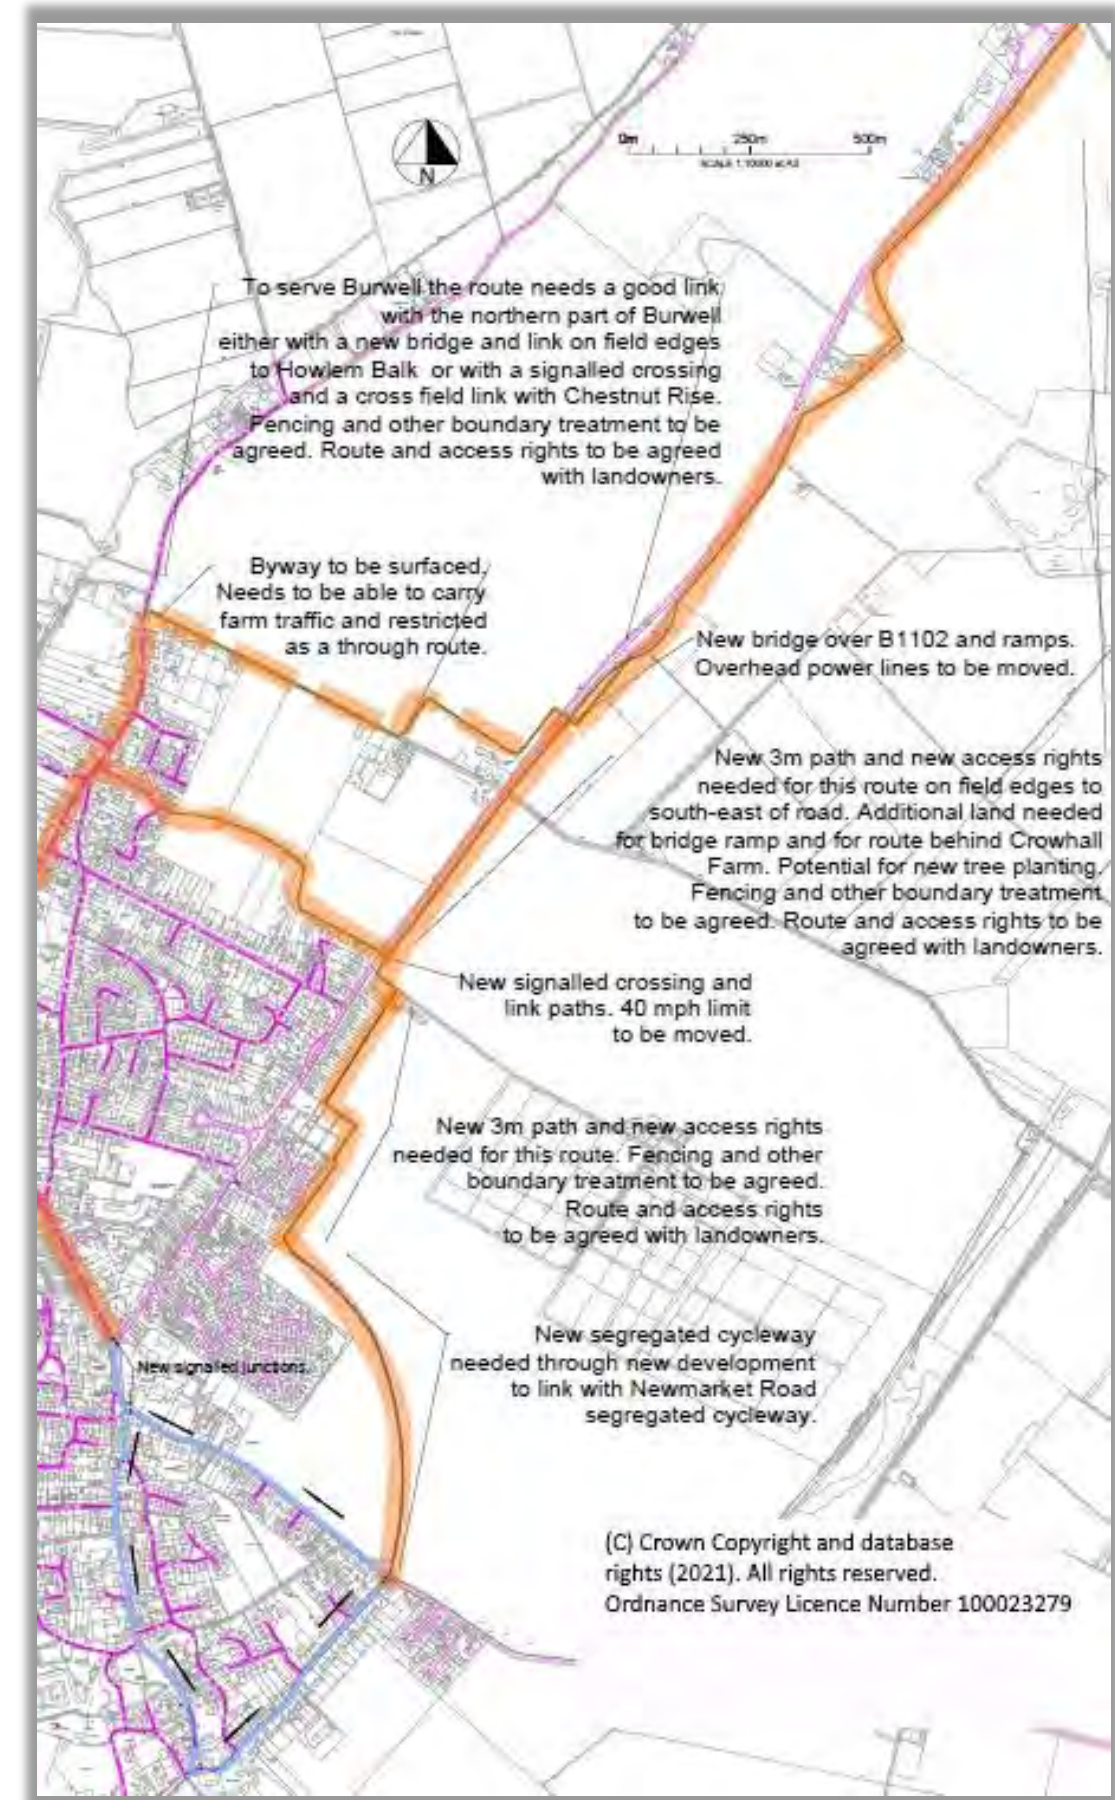 0m
250m
500m
SCALE 1:10000 at A3
N
To serve Burwell the route needs a good link
with the northern part of Burwell
either with a new bridge and link on field edges
to Howlem Balk or with a signalled crossing
and a cross field link with Chestnut Rise.
Fencing and other boundary treatment to be
agreed. Route and access rights to be agreed
with landowners.
Byway to be surfaced.
Needs to be able to carry
farm traffic and restricted
as a through route.
New bridge over B1102 and ramps.
Overhead power lines to be moved.
New 3m path and new access rights
needed for this route on field edges to
south-east of road. Additional land needed
for bridge ramp and for route behind Crowhall
Farm. Potential for new tree planting.
Fencing and other boundary treatment
to be agreed. Route and access rights to be
agreed with landowners.
New signalled crossing and
link paths. 40 mph limit
to be moved.
New 3m path and new access rights
needed for this route. Fencing and other
boundary treatment to be agreed.
Route and access rights
to be agreed with landowners.
New segregated cycleway
needed through new development
to link with Newmarket Road
segregated cycleway.
New signalled junctions.
(C) Crown Copyright and database
rights (2021). All rights reserved.
Ordnance Survey Licence Number 100023279